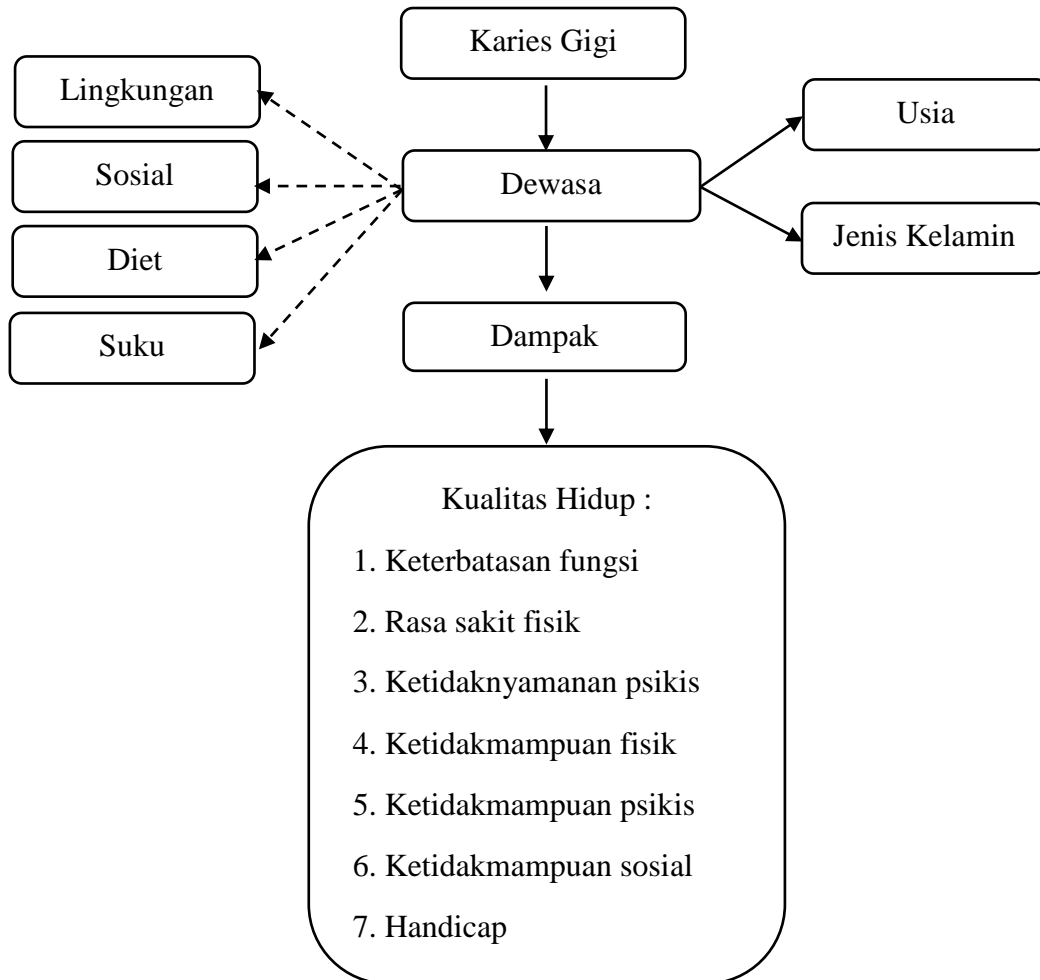 Karies Gigi
Lingkungan
Usia
Sosial
Dewasa
Jenis Kelamin
Diet
Suku
Dampak
Kualitas Hidup :
1. Keterbatasan fungsi
2. Rasa sakit fisik
3. Ketidaknyamanan psikis
4. Ketidakmampuan fisik
5. Ketidakmampuan psikis
6. Ketidakmampuan sosial
7. Handicap